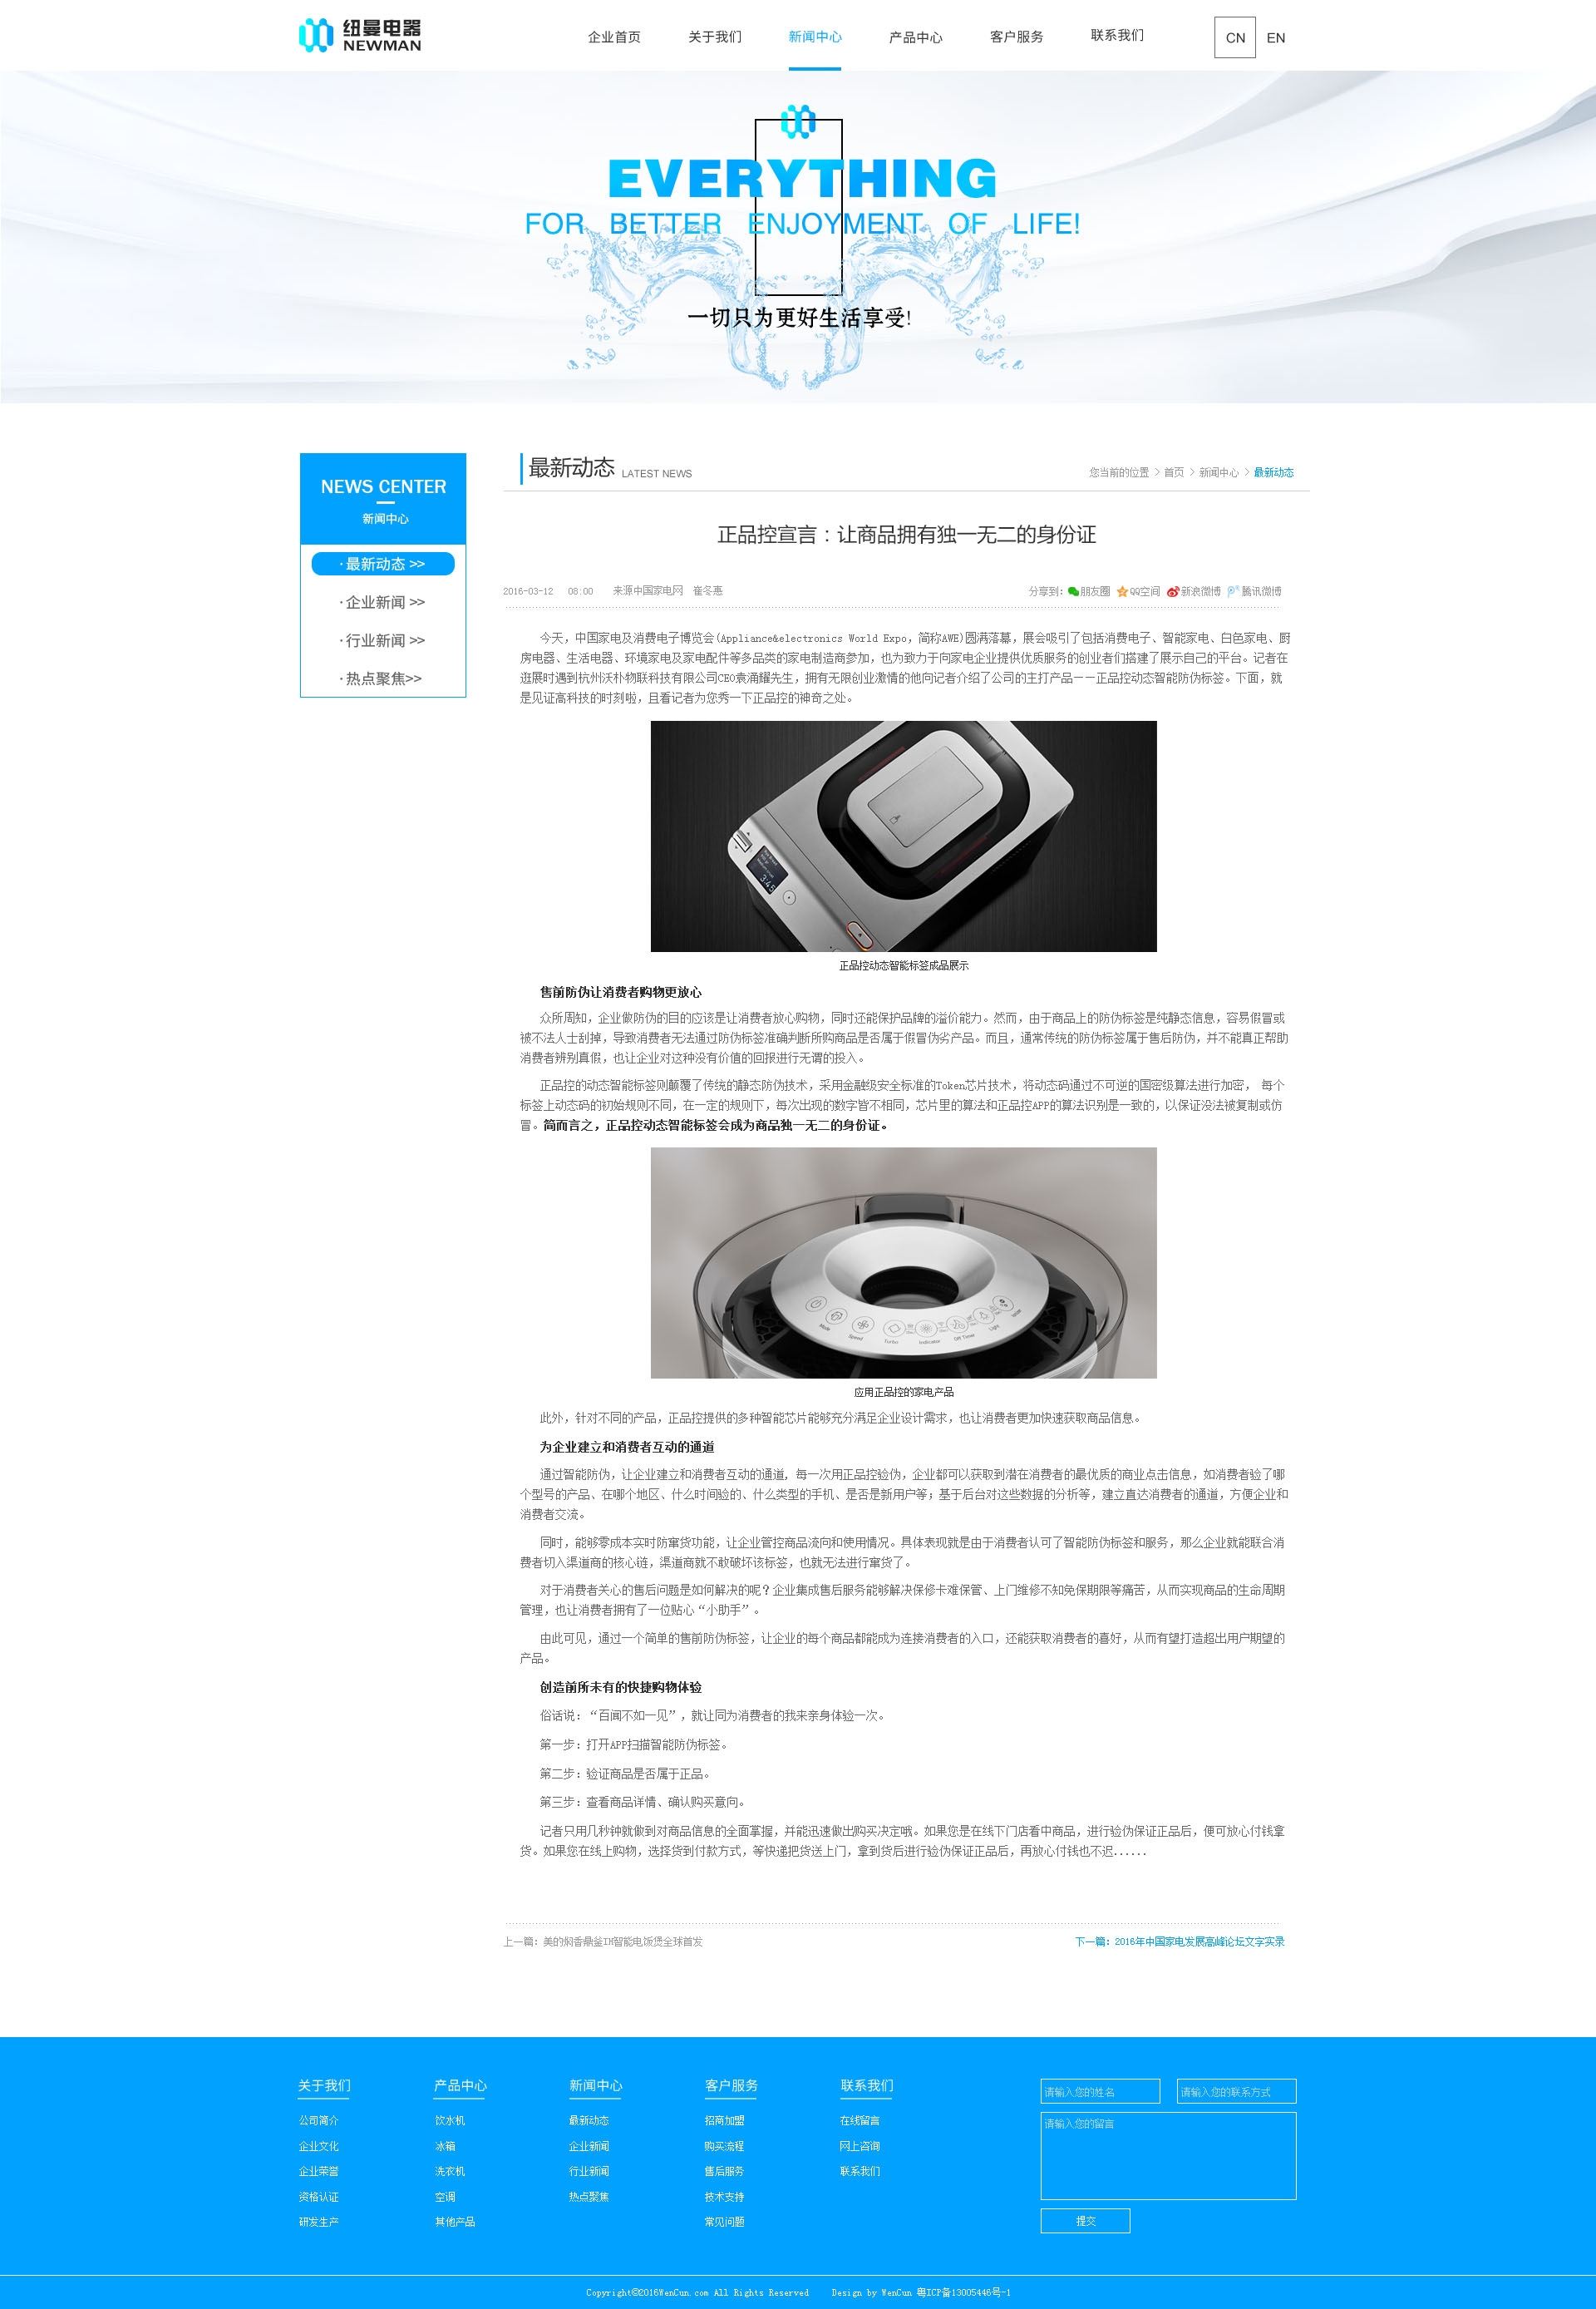 纽曼电器
NEWMAN
企业首页 关于我们 新闻中心 产品中心 客户服务 联系我们 CN EN
EVERYTHING
FOR BETTER ENJOYMENT OF LIFE!
一切只为更好生活享受!
NEWS CENTER
新闻中心
·最新动态 >>
·企业新闻 >>
·行业新闻 >>
·热点聚焦>>
最新动态 LATEST NEWS
您当前的位置 > 首页 > 新闻中心 > 最新动态
正品控宣言：让商品拥有独一无二的身份证
2016-03-12 08:00 来源中国家电网 崔冬惠
分享到: 朋友圈 QQ空间 新浪微博 腾讯微博
今天，中国家电及消费电子博览会(Appliance&electronics World Expo，简称AWE)圆满落幕，展会吸引了包括消费电子、智能家电、白色家电、厨
房电器、生活电器、环境家电及家电配件等多品类的家电制造商参加，也为致力于向家电企业提供优质服务的创业者们搭建了展示自己的平台。记者在
逛展时遇到杭州沃朴物联科技有限公司CEO袁涌耀先生，拥有无限创业激情的他向记者介绍了公司的主打产品－－正品控动态智能防伪标签。下面，就
是见证高科技的时刻啦，且看记者为您秀一下正品控的神奇之处。
3:45
正品控动态智能标签成品展示
售前防伪让消费者购物更放心
众所周知，企业做防伪的目的应该是让消费者放心购物，同时还能保护品牌的溢价能力。然而，由于商品上的防伪标签是纯静态信息，容易假冒或
被不法人士刮掉，导致消费者无法通过防伪标签准确判断所购商品是否属于假冒伪劣产品。而且，通常传统的防伪标签属于售后防伪，并不能真正帮助
消费者辨别真假，也让企业对这种没有价值的回报进行无谓的投入。
正品控的动态智能标签则颠覆了传统的静态防伪技术，采用金融级安全标准的Token芯片技术，将动态码通过不可逆的国密级算法进行加密， 每个
标签上动态码的初始规则不同，在一定的规则下，每次出现的数字皆不相同，芯片里的算法和正品控APP的算法识别是一致的，以保证没法被复制或仿
冒。简而言之，正品控动态智能标签会成为商品独一无二的身份证。
Mode Speed Turbo Indicator Off Timer Light
应用正品控的家电产品
此外，针对不同的产品，正品控提供的多种智能芯片能够充分满足企业设计需求，也让消费者更加快速获取商品信息。
为企业建立和消费者互动的通道
通过智能防伪，让企业建立和消费者互动的通道，每一次用正品控验伪，企业都可以获取到潜在消费者的最优质的商业点击信息，如消费者验了哪
个型号的产品、在哪个地区、什么时间验的、什么类型的手机、是否是新用户等；基于后台对这些数据的分析等，建立直达消费者的通道，方便企业和
消费者交流。
同时，能够零成本实时防窜货功能，让企业管控商品流向和使用情况。具体表现就是由于消费者认可了智能防伪标签和服务，那么企业就能联合消
费者切入渠道商的核心链，渠道商就不敢破坏该标签，也就无法进行窜货了。
对于消费者关心的售后问题是如何解决的呢？企业集成售后服务能够解决保修卡难保管、上门维修不知免保期限等痛苦，从而实现商品的生命周期
管理，也让消费者拥有了一位贴心“小助手”。
由此可见，通过一个简单的售前防伪标签，让企业的每个商品都能成为连接消费者的入口，还能获取消费者的喜好，从而有望打造超出用户期望的
产品。
创造前所未有的快捷购物体验
俗话说：“百闻不如一见”，就让同为消费者的我来亲身体验一次。
第一步：打开APP扫描智能防伪标签。
第二步：验证商品是否属于正品。
第三步：查看商品详情、确认购买意向。
记者只用几秒钟就做到对商品信息的全面掌握，并能迅速做出购买决定哦。如果您是在线下门店看中商品，进行验伪保证正品后，便可放心付钱拿
货。如果您在线上购物，选择货到付款方式，等快递把货送上门，拿到货后进行验伪保证正品后，再放心付钱也不迟......
上一篇：美的焖香鼎釜IH智能电饭煲全球首发
下一篇：2016年中国家电发展高峰论坛文字实录
关于我们 产品中心 新闻中心 客户服务 联系我们
公司简介 饮水机 最新动态 招商加盟 在线留言
企业文化 冰箱 企业新闻 购买流程 网上咨询
企业荣誉 洗衣机 行业新闻 售后服务 联系我们
资格认证 空调 热点聚焦 技术支持
研发生产 其他产品 常见问题
请输入您的姓名 请输入您的联系方式
请输入您的留言
提交
Copyright©2016WenCun.com All Rights Reserved Design by WenCun 粤ICP备13005446号-1